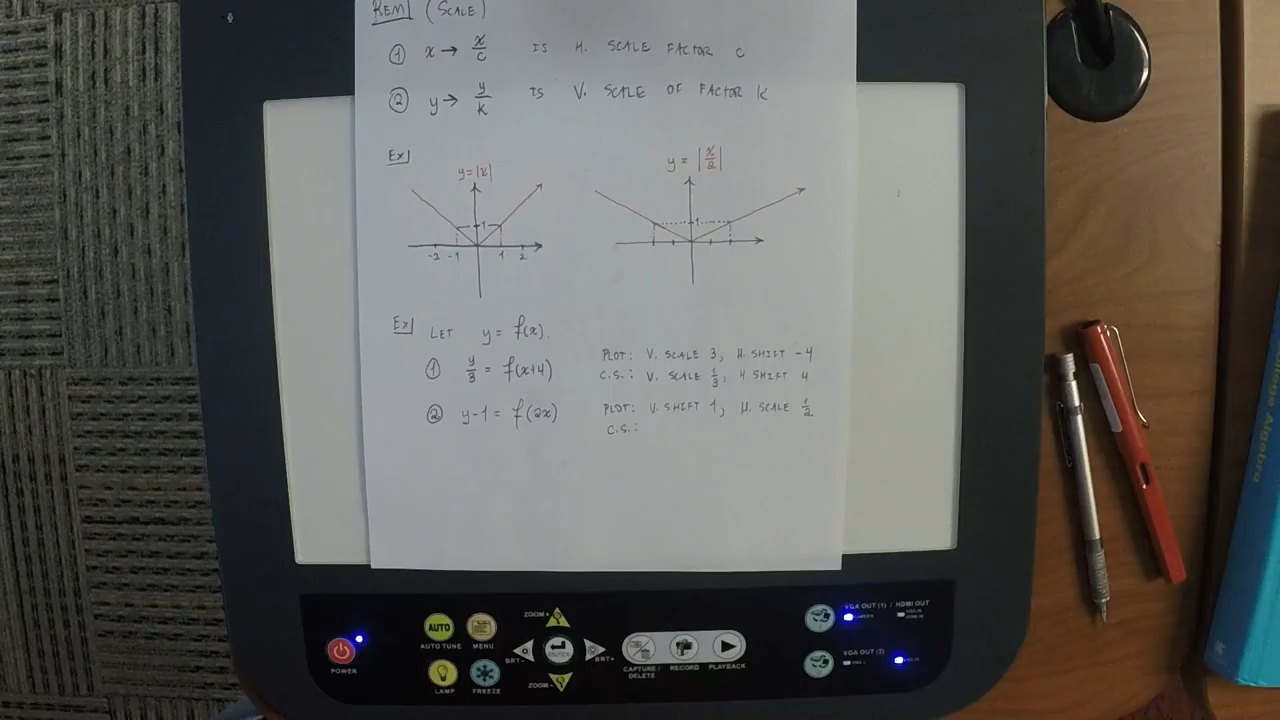 REM (SCALE)
① x → x/c IS H. SCALE FACTOR C
② y → y/k IS V. SCALE OF FACTOR K
Ex
y=|x|
y = |x/2|
1
1
-2 -1 1 2
Ex LET y = f(x).
① y/3 = f(x+4) PLOT: V. SCALE 3, H. SHIFT -4
C.S.: V. SCALE 1/3, H SHIFT 4
② y-1 = f(2x) PLOT: V. SHIFT 1, H. SCALE 1/2
C.S.:
Algebra
POWER
AUTO
AUTO TUNE
MENU
LAMP
FREEZE
ZOOM+
BRT-
ENTER
BRT+
ZOOM-
CAPTURE / DELETE
RECORD
PLAYBACK
VGA OUT (1) / HDMI OUT
VGA OUT (2)